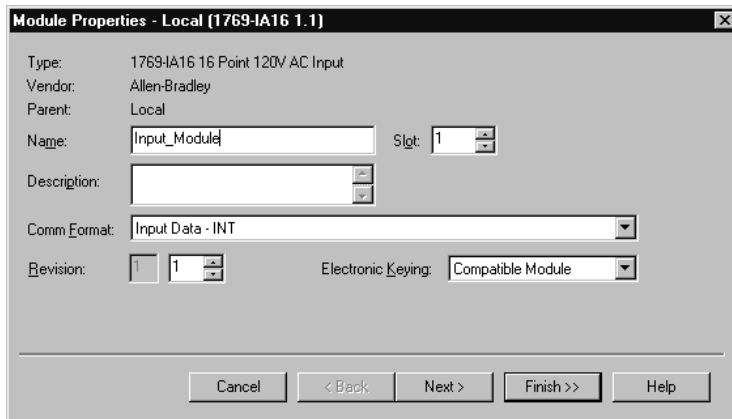 Module Properties - Local (1769-IA16 1.1)
Type: 1769-IA16 16 Point 120V AC Input
Vendor: Allen-Bradley
Parent: Local
Name: Input_Module Slot: 1
Description:
Comm Format: Input Data - INT
Revision: 1 1 Electronic Keying: Compatible Module
Cancel < Back Next > Finish >> Help